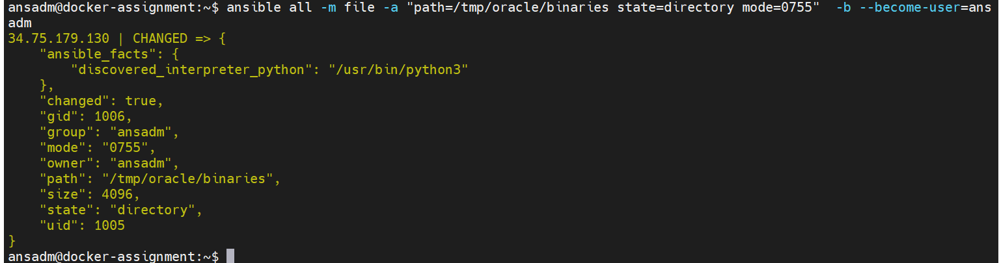 ansadm@docker-assignment:~$ ansible all -m file -a "path=/tmp/oracle/binaries state=directory mode=0755"  -b --become-user=ans
adm
34.75.179.130 | CHANGED => {
    "ansible_facts": {
        "discovered_interpreter_python": "/usr/bin/python3"
    },
    "changed": true,
    "gid": 1006,
    "group": "ansadm",
    "mode": "0755",
    "owner": "ansadm",
    "path": "/tmp/oracle/binaries",
    "size": 4096,
    "state": "directory",
    "uid": 1005
}
ansadm@docker-assignment:~$